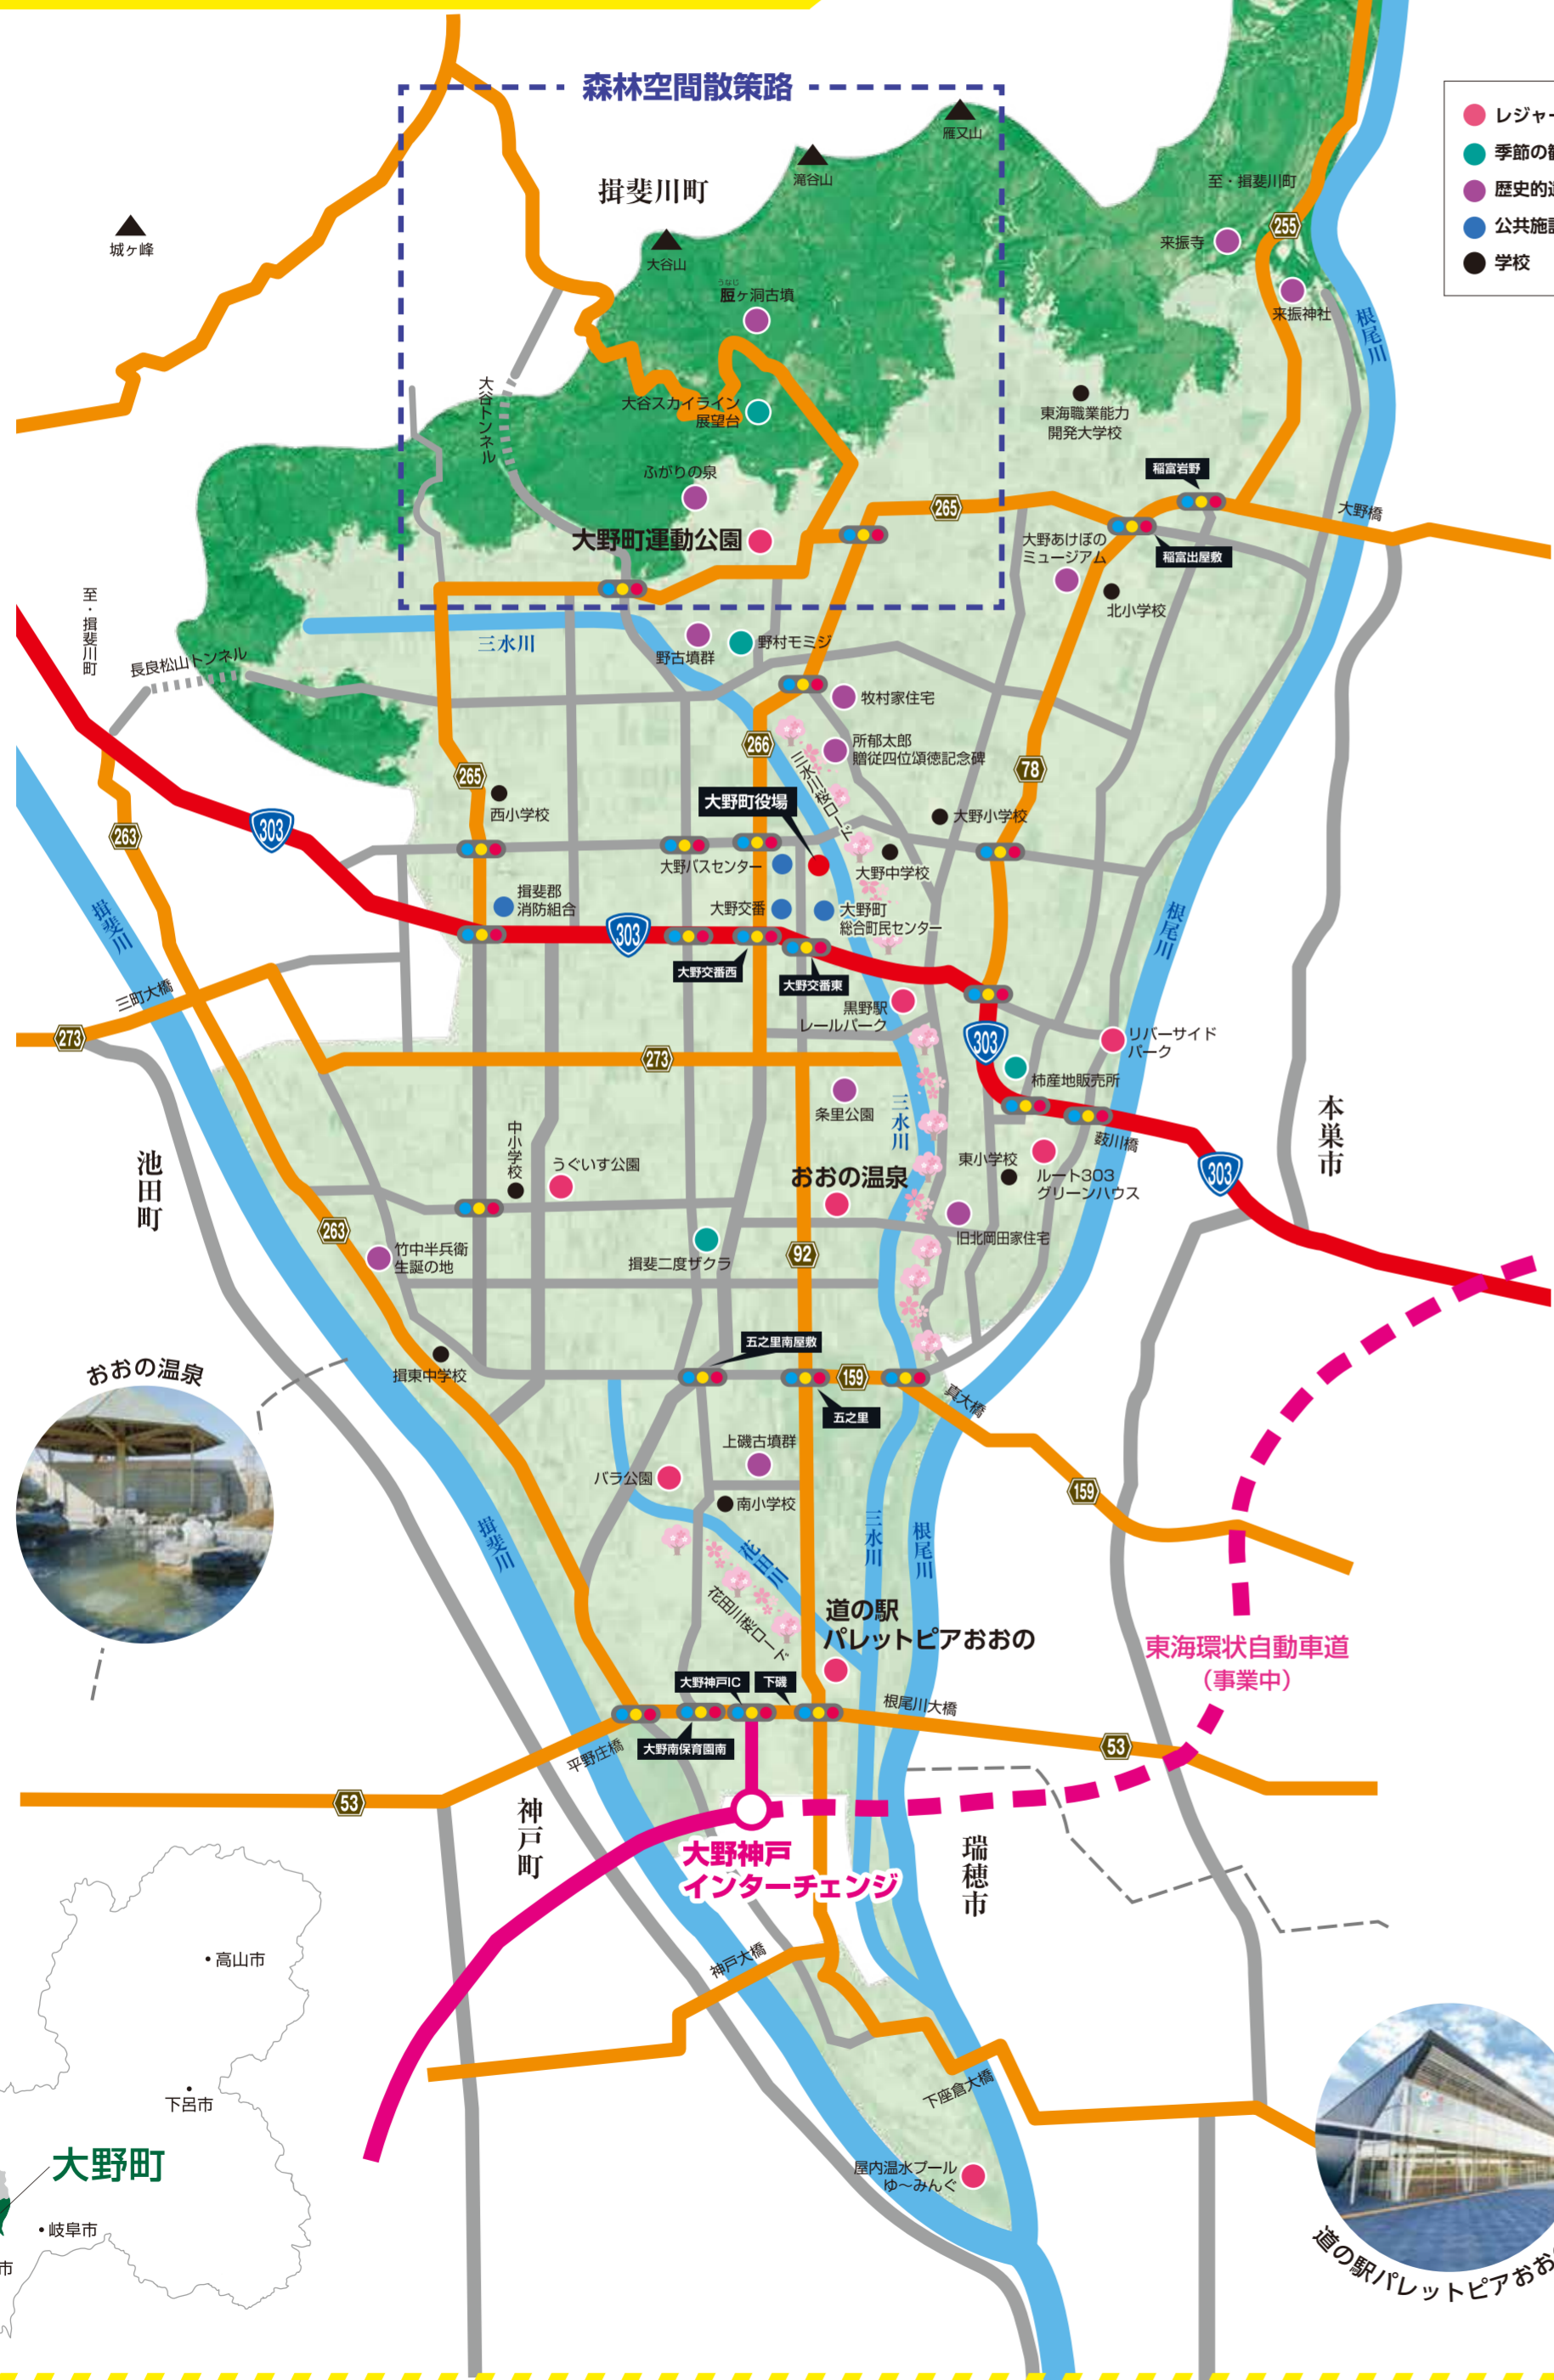 森林空間散策路
雁又山
滝谷山
揖斐川町
大谷山
城ヶ峰
レジャー
季節の
歴史的
公共施
学校
至・揖斐川町
255
来振寺
来振神社
根尾川
うなじ
ヶ洞古墳
大谷トンネル
大谷スカイライン
展望台
東海職業能力
開発大学校
ふがりの泉
稲富岩野
265
大野橋
大野町運動公園
大野あけぼの
ミュージアム
稲富出屋敷
北小学校
至・揖斐川町
三水川
長良松山トンネル
野古墳群
野村モミジ
牧村家住宅
所郁太郎
贈従四位頌徳記念碑
266
三水川桜ロード
78
265
西小学校
大野町役場
大野小学校
303
263
大野バスセンター
大野中学校
揖斐郡
消防組合
大野交番
大野町
総合町民センター
揖斐川
303
大野交番西
大野交番東
根尾川
三町大橋
黒野駅
レールパーク
273
273
303
リバーサイド
パーク
柿産地販売所
条里公園
三水川
薮川橋
本巣市
池田町
中小学校
うぐいす公園
東小学校
ルート303
グリーンハウス
303
おおの温泉
旧北岡田家住宅
263
竹中半兵衛
生誕の地
揖斐二度ザクラ
92
五之里南屋敷
159
揖東中学校
真大橋
五之里
おおの温泉
上磯古墳群
バラ公園
南小学校
159
揖斐川
花田川
三水川
根尾川
花田川桜ロード
道の駅
パレットピアおおの
東海環状自動車道
（事業中）
大野神戸IC
下磯
根尾川大橋
大野南保育園南
平野庄橋
53
53
神戸町
大野神戸
インターチェンジ
瑞穂市
高山市
神戸大橋
下呂市
下座倉大橋
大野町
屋内温水プール
ゆ〜みんぐ
岐阜市
市
道の駅パレットピアおお